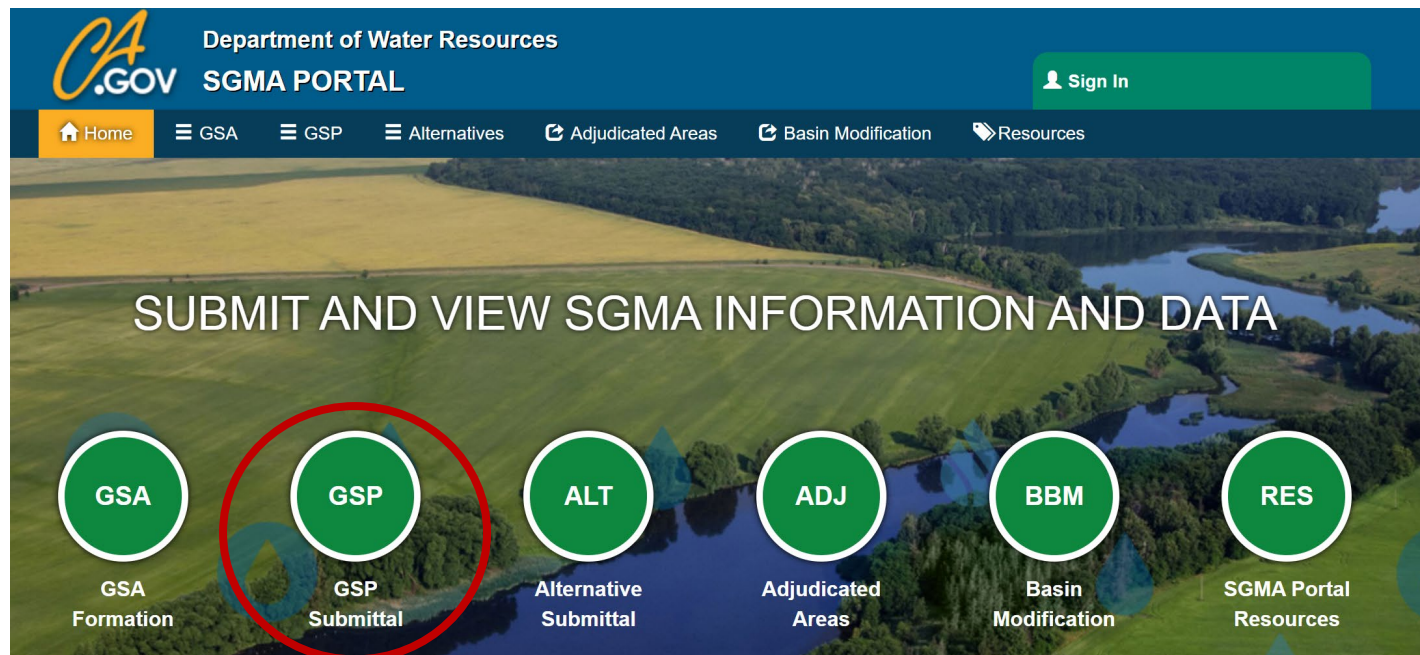 CA
.GOV
Department of Water Resources
SGMA PORTAL
Sign In
Home
GSA
GSP
Alternatives
Adjudicated Areas
Basin Modification
Resources
SUBMIT AND VIEW SGMA INFORMATION AND DATA
GSA
GSP
ALT
ADJ
BBM
RES
GSA
Formation
GSP
Submittal
Alternative
Submittal
Adjudicated
Areas
Basin
Modification
SGMA Portal
Resources